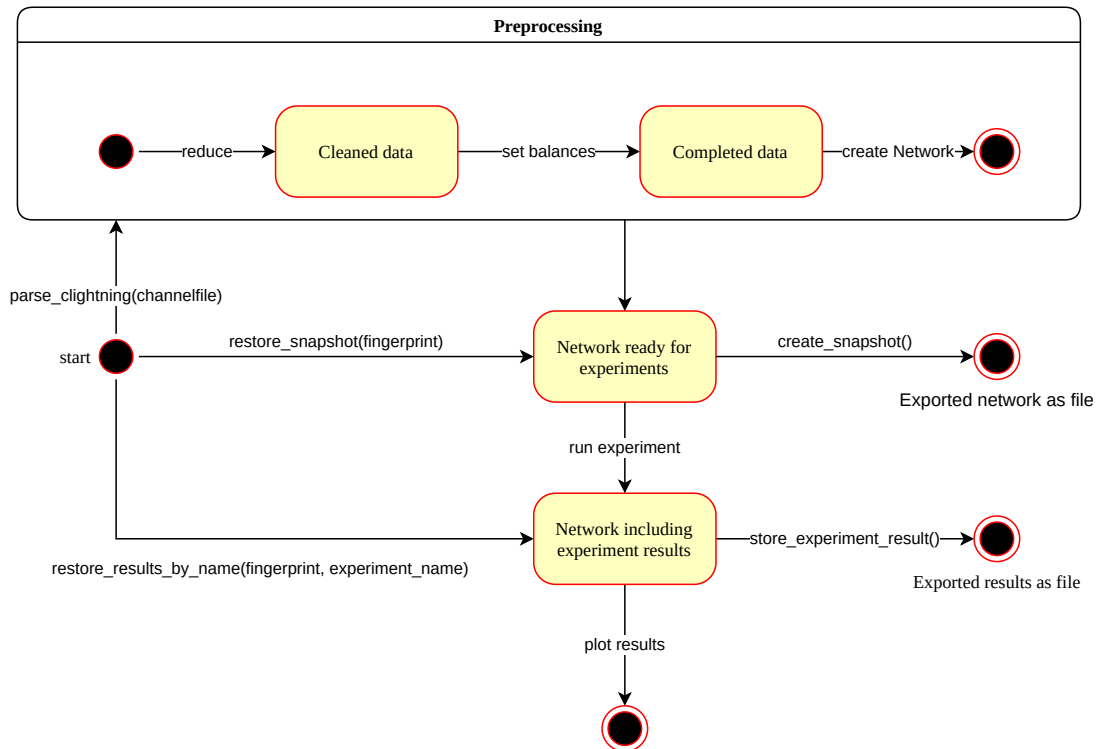 Preprocessing
reduce
Cleaned data
set balances
Completed data
create Network
parse_clightning(channelfile)
start
restore_snapshot(fingerprint)
Network ready for
experiments
create_snapshot()
Exported network as file
run experiment
Network including
experiment results
store_experiment_result()
restore_results_by_name(fingerprint, experiment_name)
Exported results as file
plot results